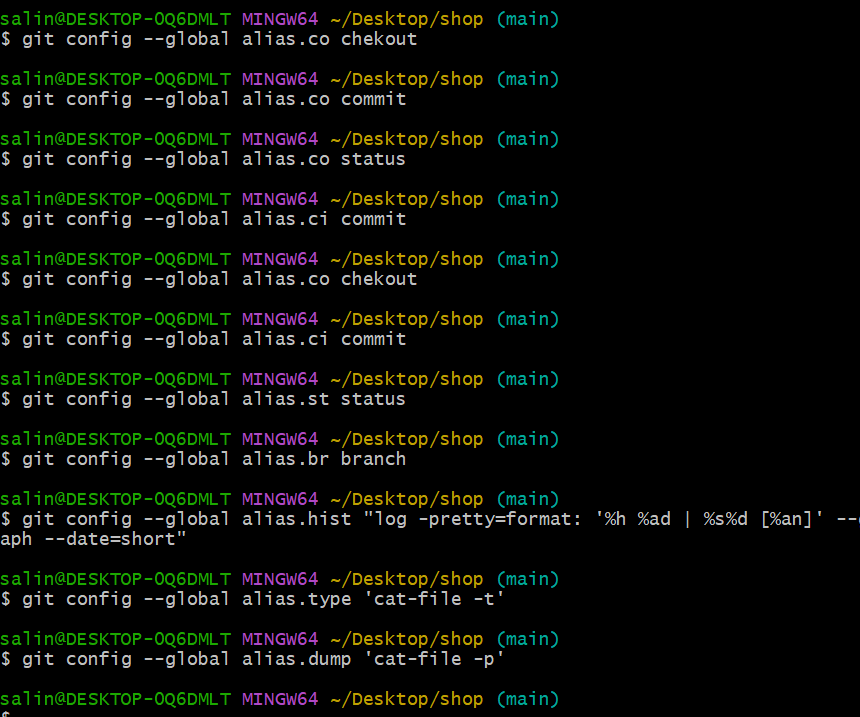 salin@DESKTOP-OQ6DMLT MINGW64 ~/Desktop/shop (main)
$ git config --global alias.co chekout
salin@DESKTOP-OQ6DMLT MINGW64 ~/Desktop/shop (main)
$ git config --global alias.co commit
salin@DESKTOP-OQ6DMLT MINGW64 ~/Desktop/shop (main)
$ git config --global alias.co status
salin@DESKTOP-OQ6DMLT MINGW64 ~/Desktop/shop (main)
$ git config --global alias.ci commit
salin@DESKTOP-OQ6DMLT MINGW64 ~/Desktop/shop (main)
$ git config --global alias.co chekout
salin@DESKTOP-OQ6DMLT MINGW64 ~/Desktop/shop (main)
$ git config --global alias.ci commit
salin@DESKTOP-OQ6DMLT MINGW64 ~/Desktop/shop (main)
$ git config --global alias.st status
salin@DESKTOP-OQ6DMLT MINGW64 ~/Desktop/shop (main)
$ git config --global alias.br branch
salin@DESKTOP-OQ6DMLT MINGW64 ~/Desktop/shop (main)
$ git config --global alias.hist "log -pretty=format: '%h %ad | %s%d [%an]' --
aph --date=short"
salin@DESKTOP-OQ6DMLT MINGW64 ~/Desktop/shop (main)
$ git config --global alias.type 'cat-file -t'
salin@DESKTOP-OQ6DMLT MINGW64 ~/Desktop/shop (main)
$ git config --global alias.dump 'cat-file -p'
salin@DESKTOP-OQ6DMLT MINGW64 ~/Desktop/shop (main)